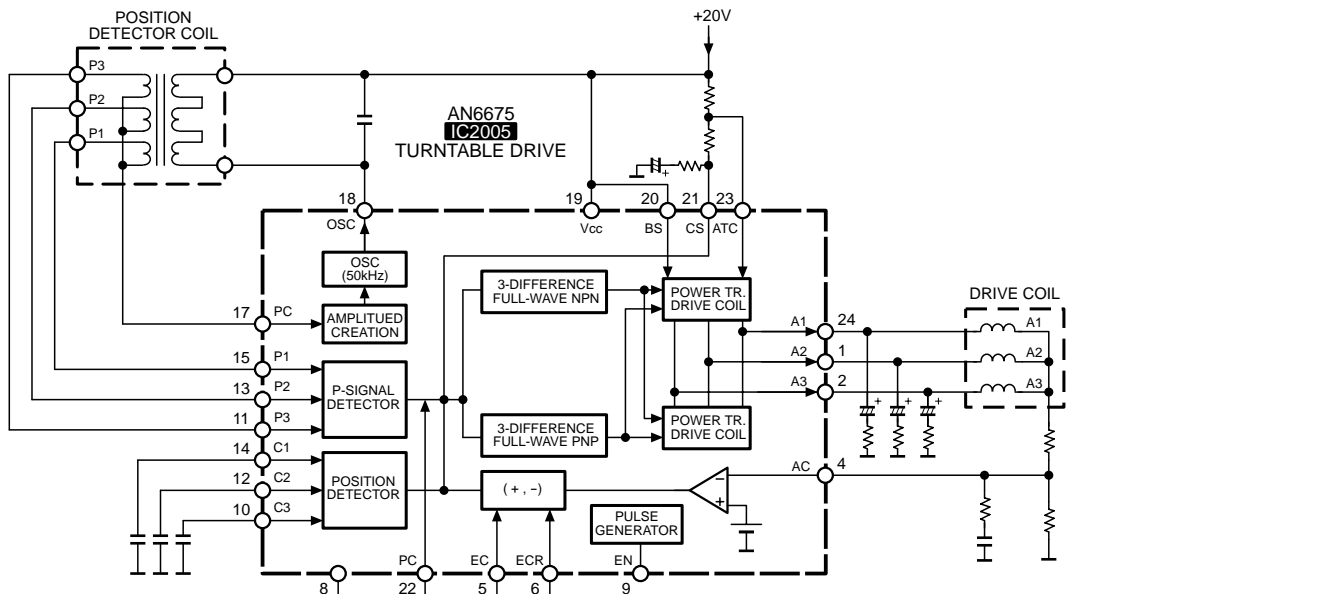 POSITION
DETECTOR COIL
+20V
P3
P2
P1
AN6675
IC2005
TURNTABLE DRIVE
+
18
19
20
21
23
OSC
Vcc
BS
CS
ATC
OSC
(50kHz)
3-DIFFERENCE
FULL-WAVE NPN
POWER TR.
DRIVE COIL
DRIVE COIL
17
PC
AMPLITUED
CREATION
A1
24
A1
15
P1
A2
1
A2
13
P2
P-SIGNAL
DETECTOR
A3
2
A3
11
P3
+
+
+
3-DIFFERENCE
FULL-WAVE PNP
POWER TR.
DRIVE COIL
14
C1
12
C2
10
C3
POSITION
DETECTOR
(+, −)
−
+
AC
4
PULSE
GENERATOR
PC
EC
ECR
EN
8
22
5
6
9